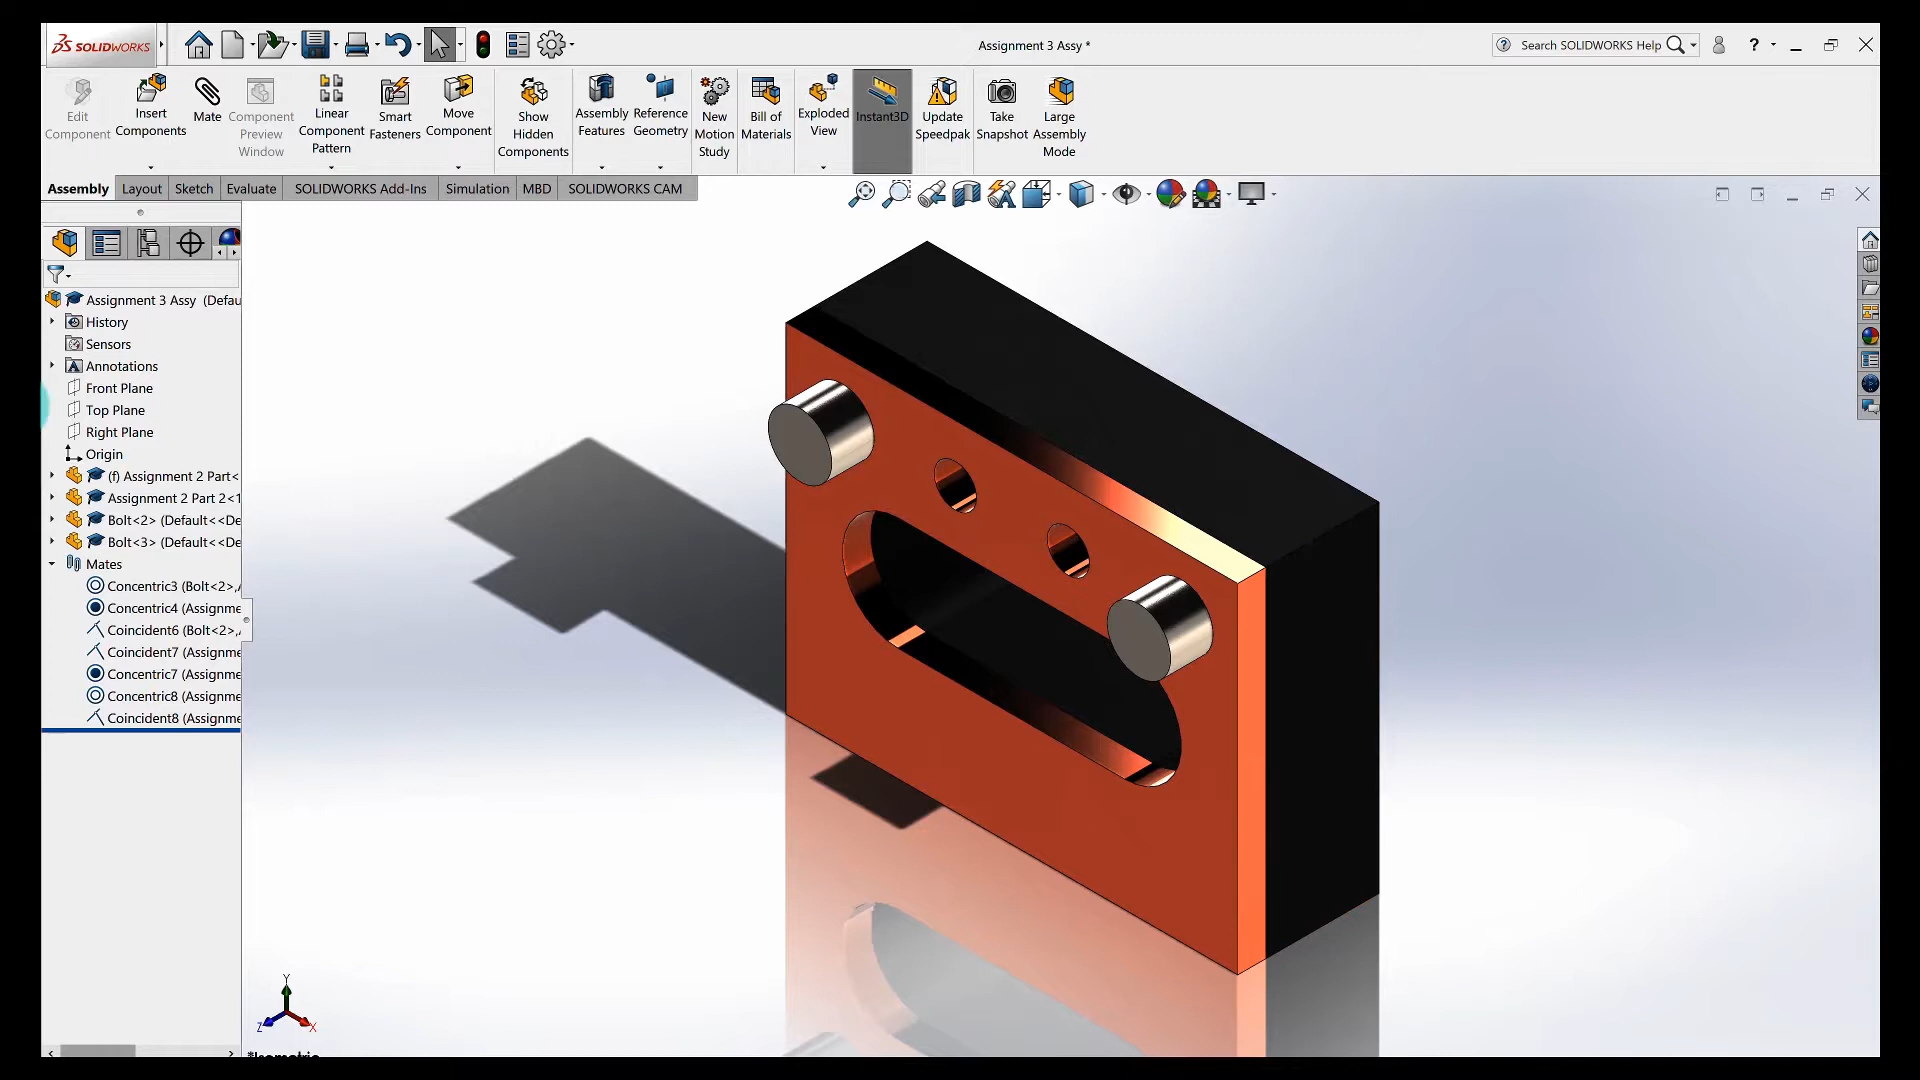 SOLIDWORKS
Assignment 3 Assy *
Search SOLIDWORKS Help
?
Edit Component
Insert Components
Mate
Component Preview Window
Linear Component Pattern
Smart Fasteners
Move Component
Show Hidden Components
Assembly Features
Reference Geometry
New Motion Study
Bill of Materials
Exploded View
Instant3D
Update Speedpak
Take Snapshot
Large Assembly Mode
Assembly
Layout
Sketch
Evaluate
SOLIDWORKS Add-Ins
Simulation
MBD
SOLIDWORKS CAM
Assignment 3 Assy (Defau
History
Sensors
Annotations
Front Plane
Top Plane
Right Plane
Origin
(f) Assignment 2 Part<
Assignment 2 Part 2<1
Bolt<2> (Default<<De
Bolt<3> (Default<<De
Mates
Concentric3 (Bolt<2>,
Concentric4 (Assignme
Coincident6 (Bolt<2>,
Coincident7 (Assignme
Concentric7 (Assignme
Concentric8 (Assignme
Coincident8 (Assignme
Y
Z
X
*Isometric